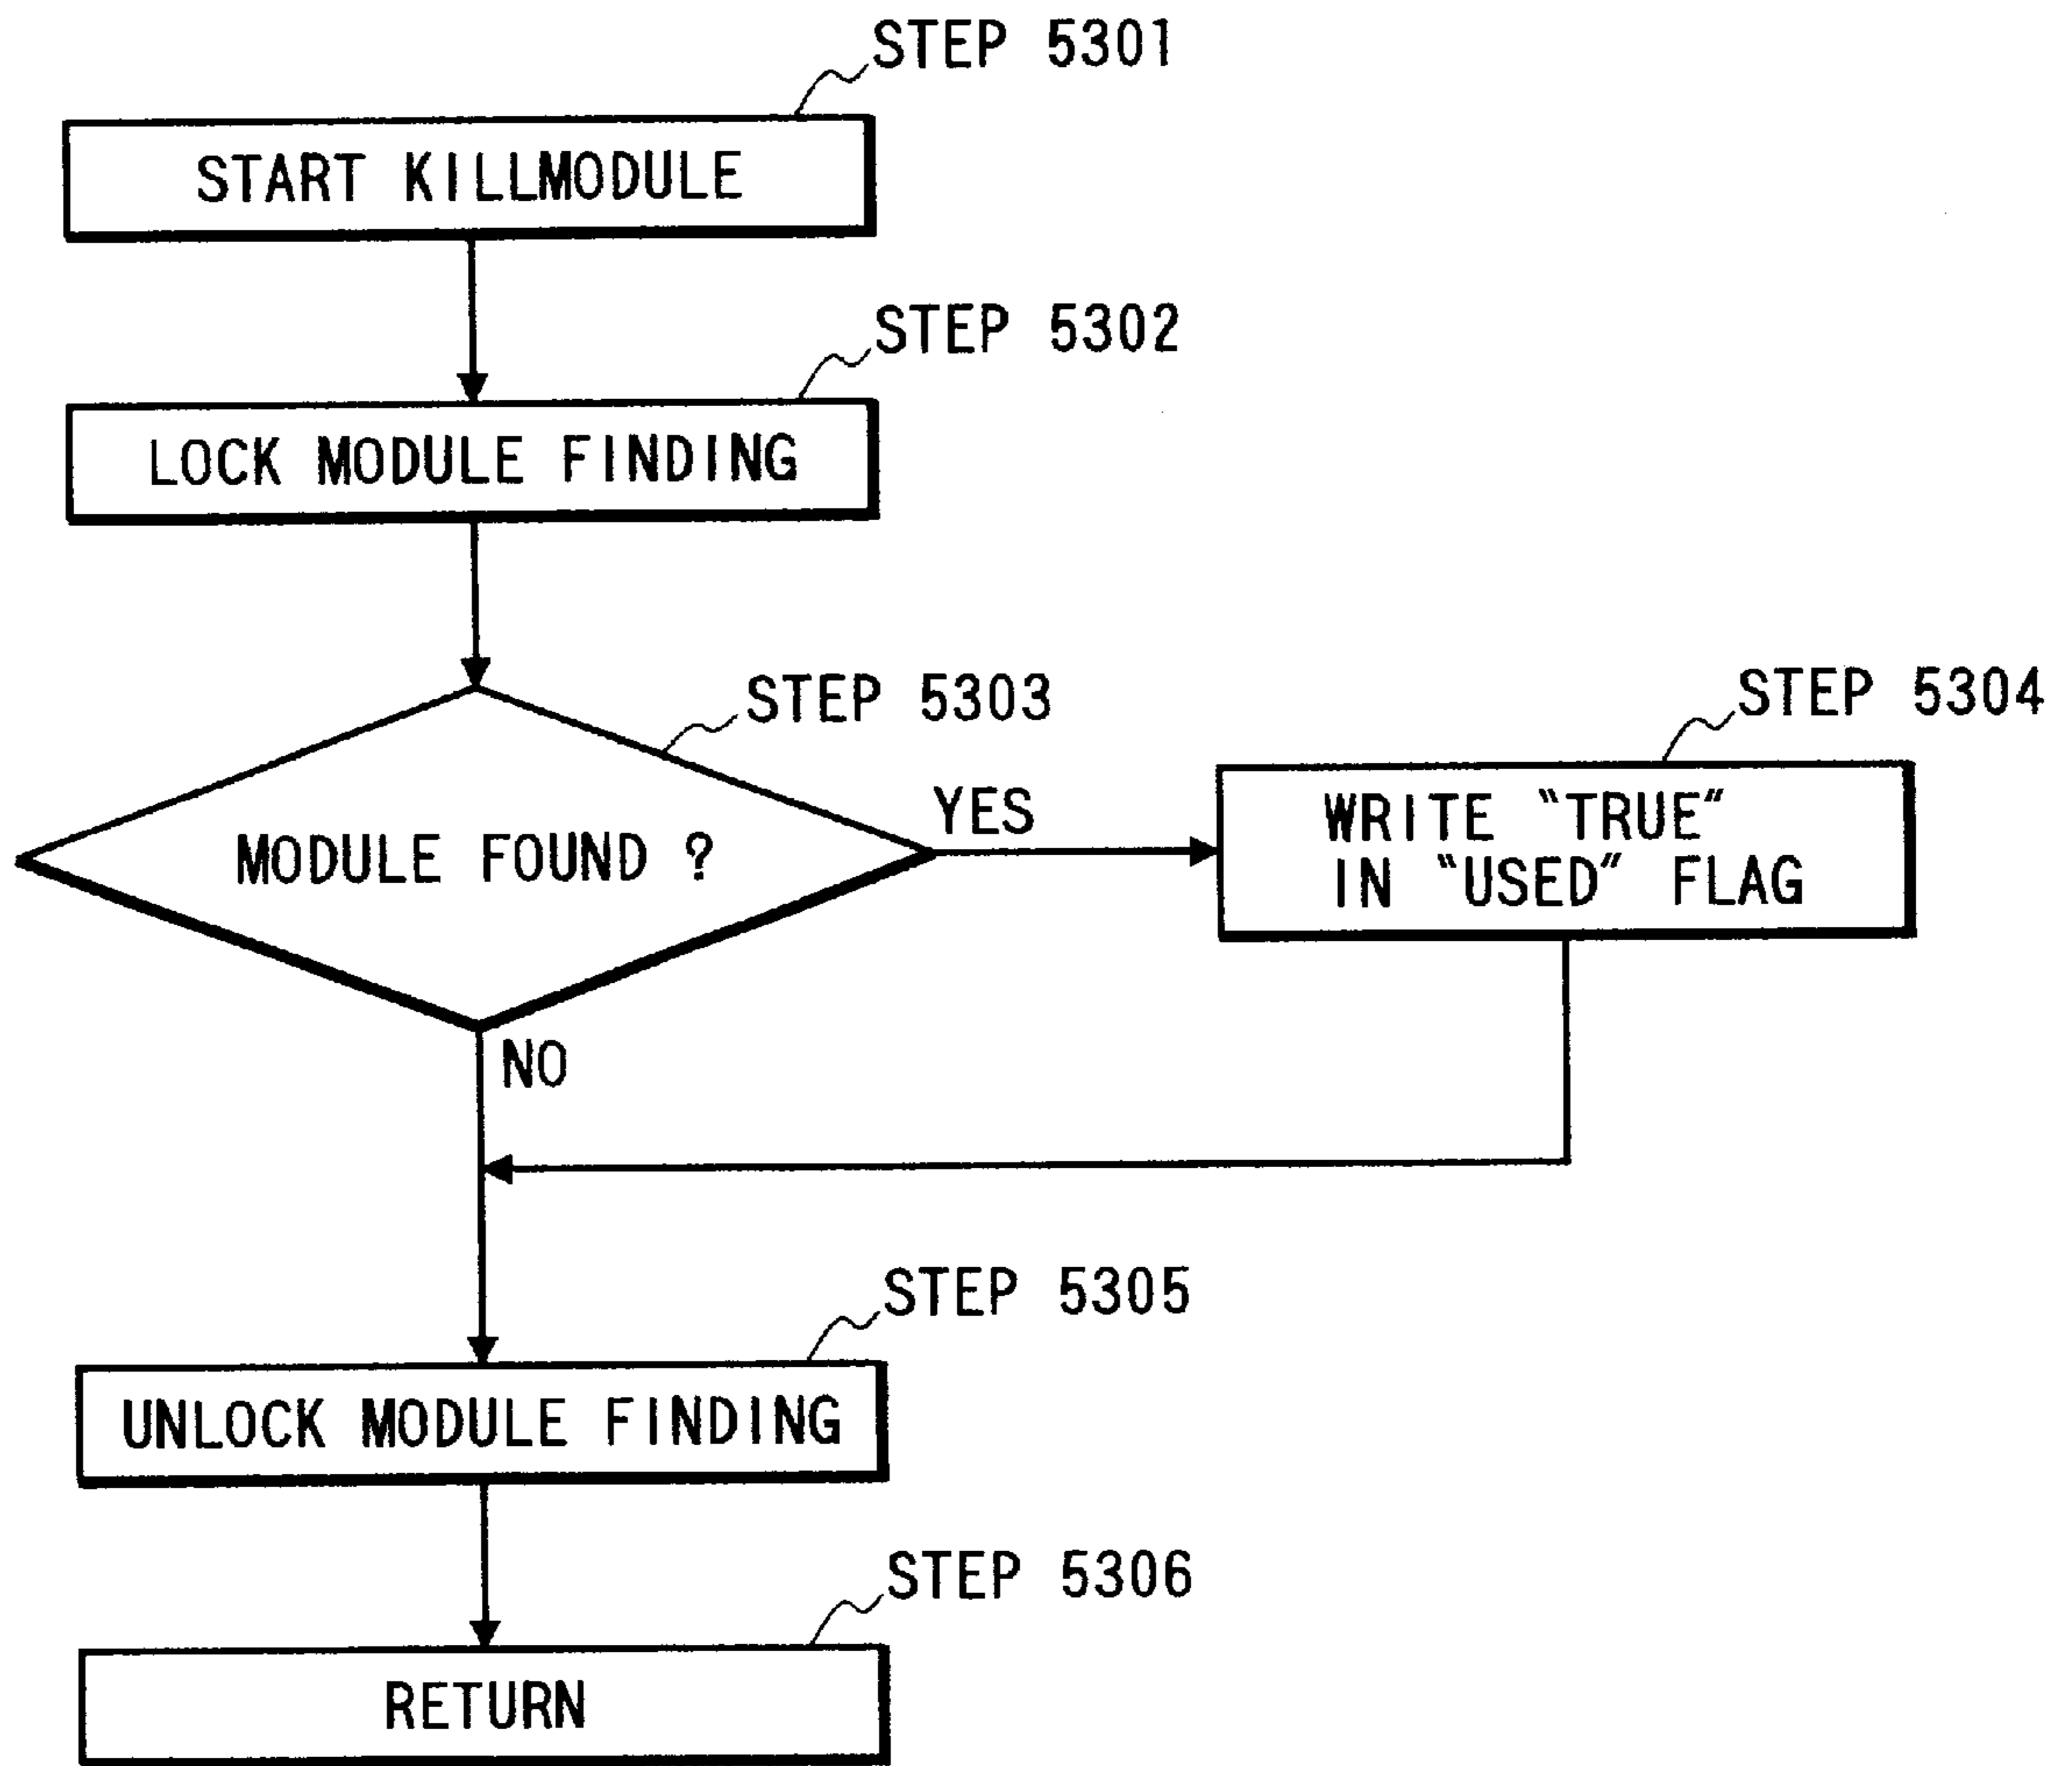 STEP 5301
START KILLMODULE
STEP 5302
LOCK MODULE FINDING
STEP 5303
MODULE FOUND ?
YES
NO
STEP 5304
WRITE "TRUE"
IN "USED" FLAG
STEP 5305
UNLOCK MODULE FINDING
STEP 5306
RETURN